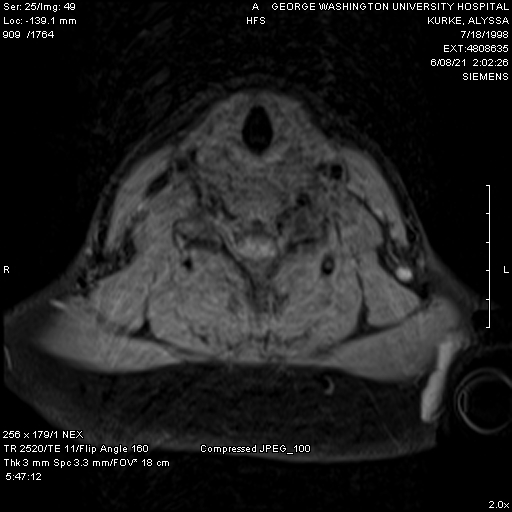 Ser: 25/Img: 49
Loc: -139.1 mm
909 /1764
A
HFS
GEORGE WASHINGTON UNIVERSITY HOSPITAL
KURKE, ALYSSA
7/18/1998
EXT:4808635
6/08/21 2:02:26
SIEMENS
R
L
256 x 179/1 NEX
TR 2520/TE 11/Flip Angle 160
Thk 3 mm Spc 3.3 mm/FOV* 18 cm
5:47:12
Compressed JPEG_100
2.0x